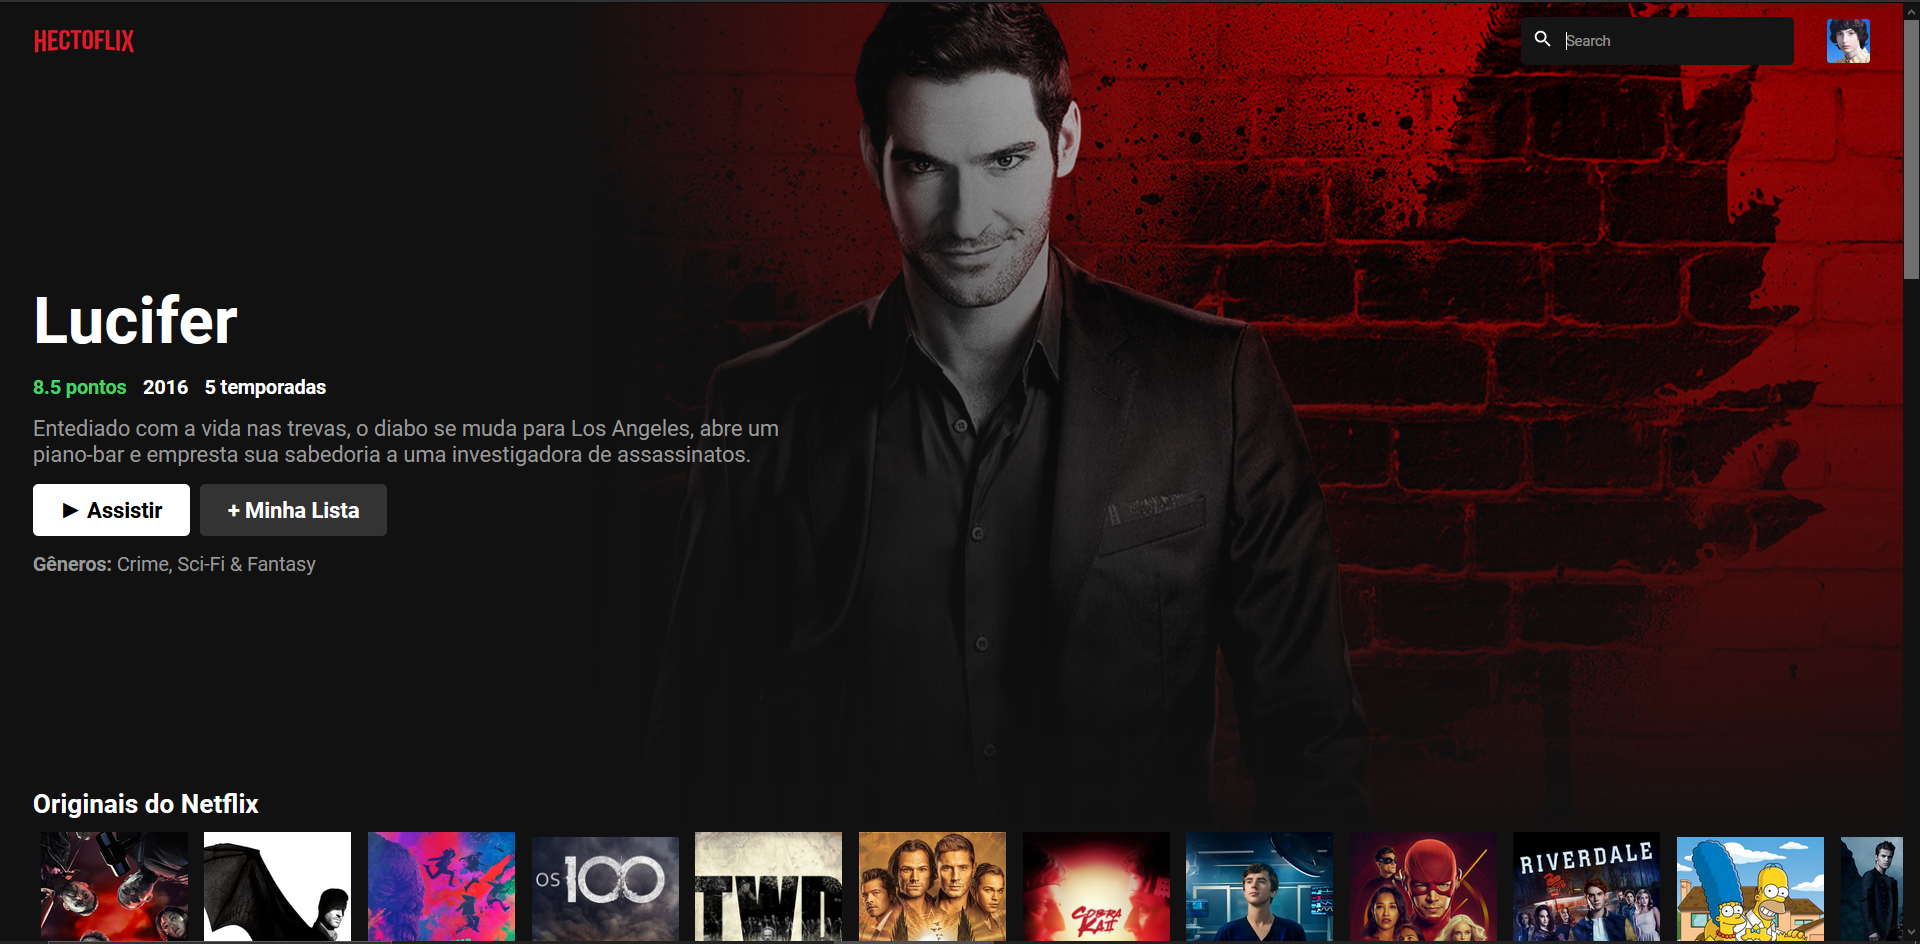 HECTOFLIX
Search
Lucifer
8.5 pontos 2016 5 temporadas
Entediado com a vida nas trevas, o diabo se muda para Los Angeles, abre um
piano-bar e empresta sua sabedoria a uma investigadora de assassinatos.
► Assistir + Minha Lista
Gêneros: Crime, Sci-Fi & Fantasy
Originais do Netflix
OS 100
TWD
COBRA KAI
RIVERDALE